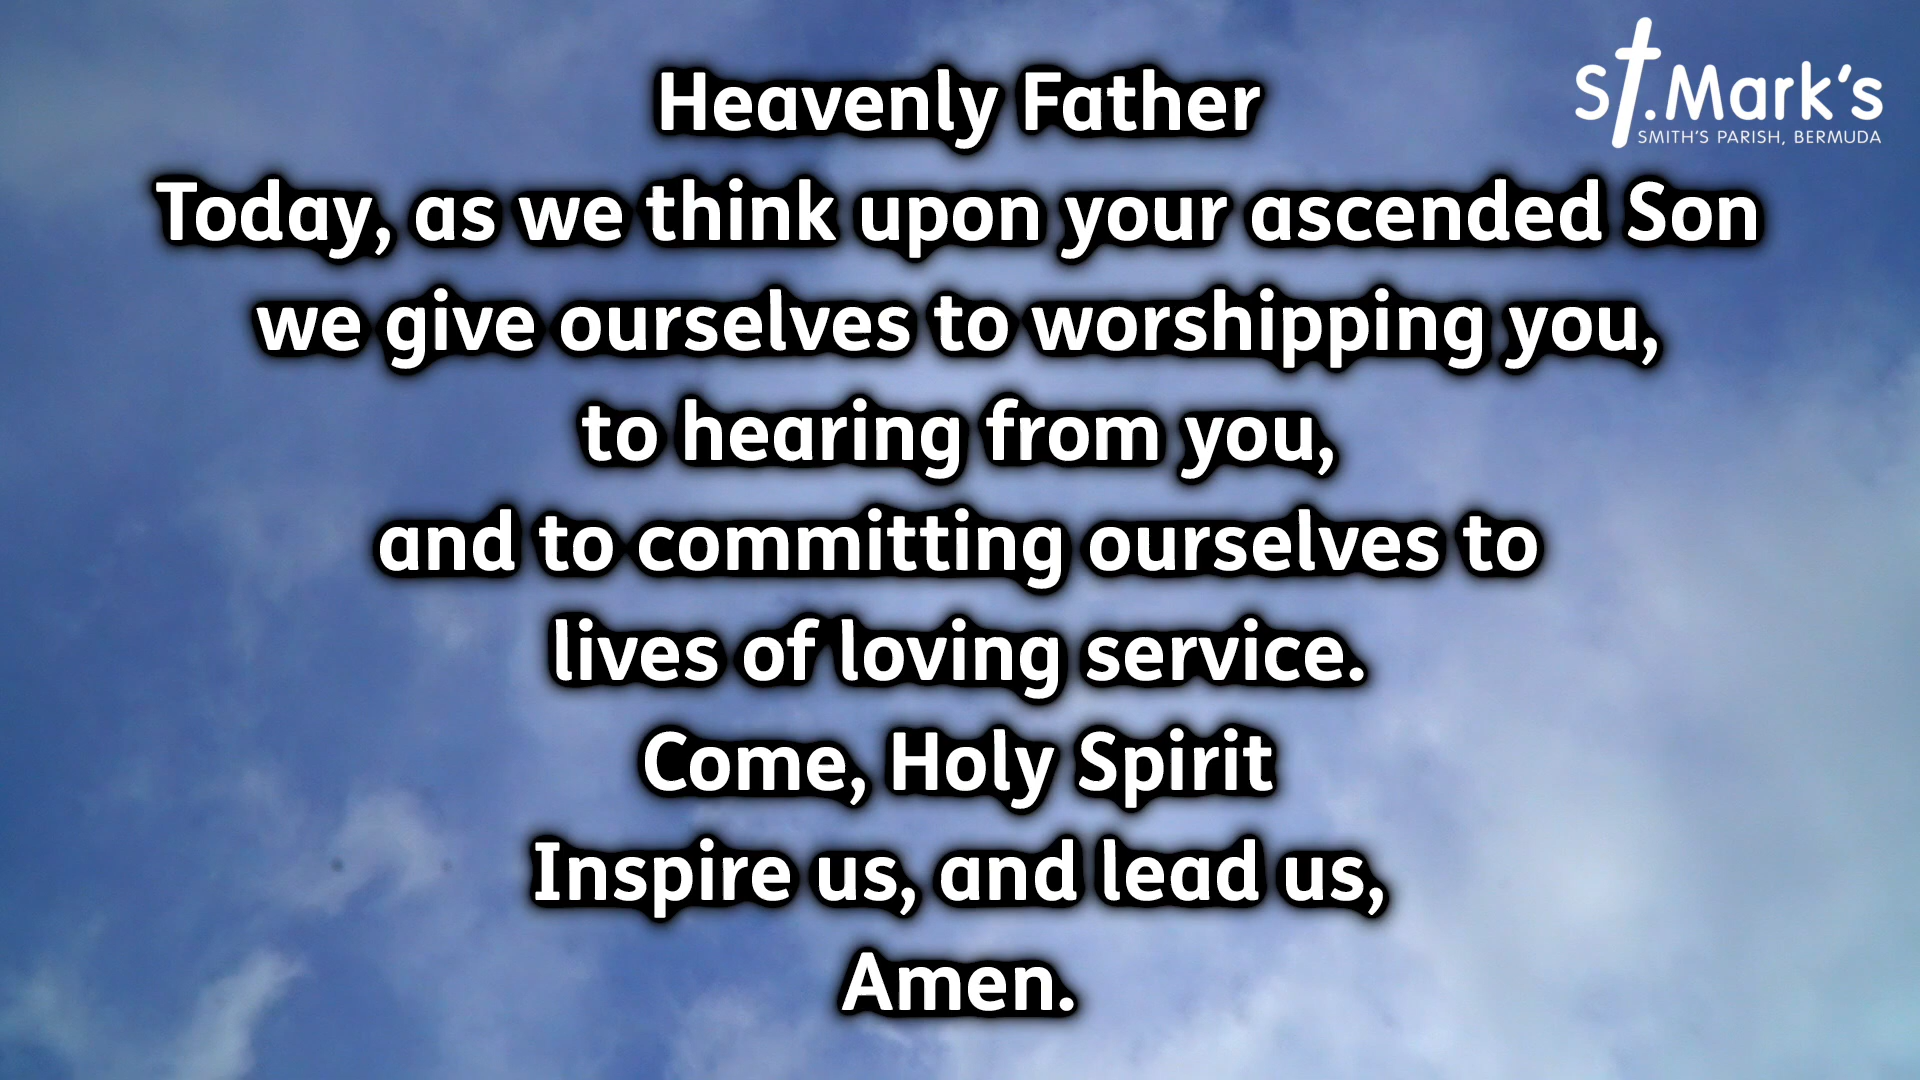 St. Mark's
SMITH'S PARISH, BERMUDA
Heavenly Father
Today, as we think upon your ascended Son
we give ourselves to worshipping you,
to hearing from you,
and to committing ourselves to
lives of loving service.
Come, Holy Spirit
Inspire us, and lead us,
Amen.